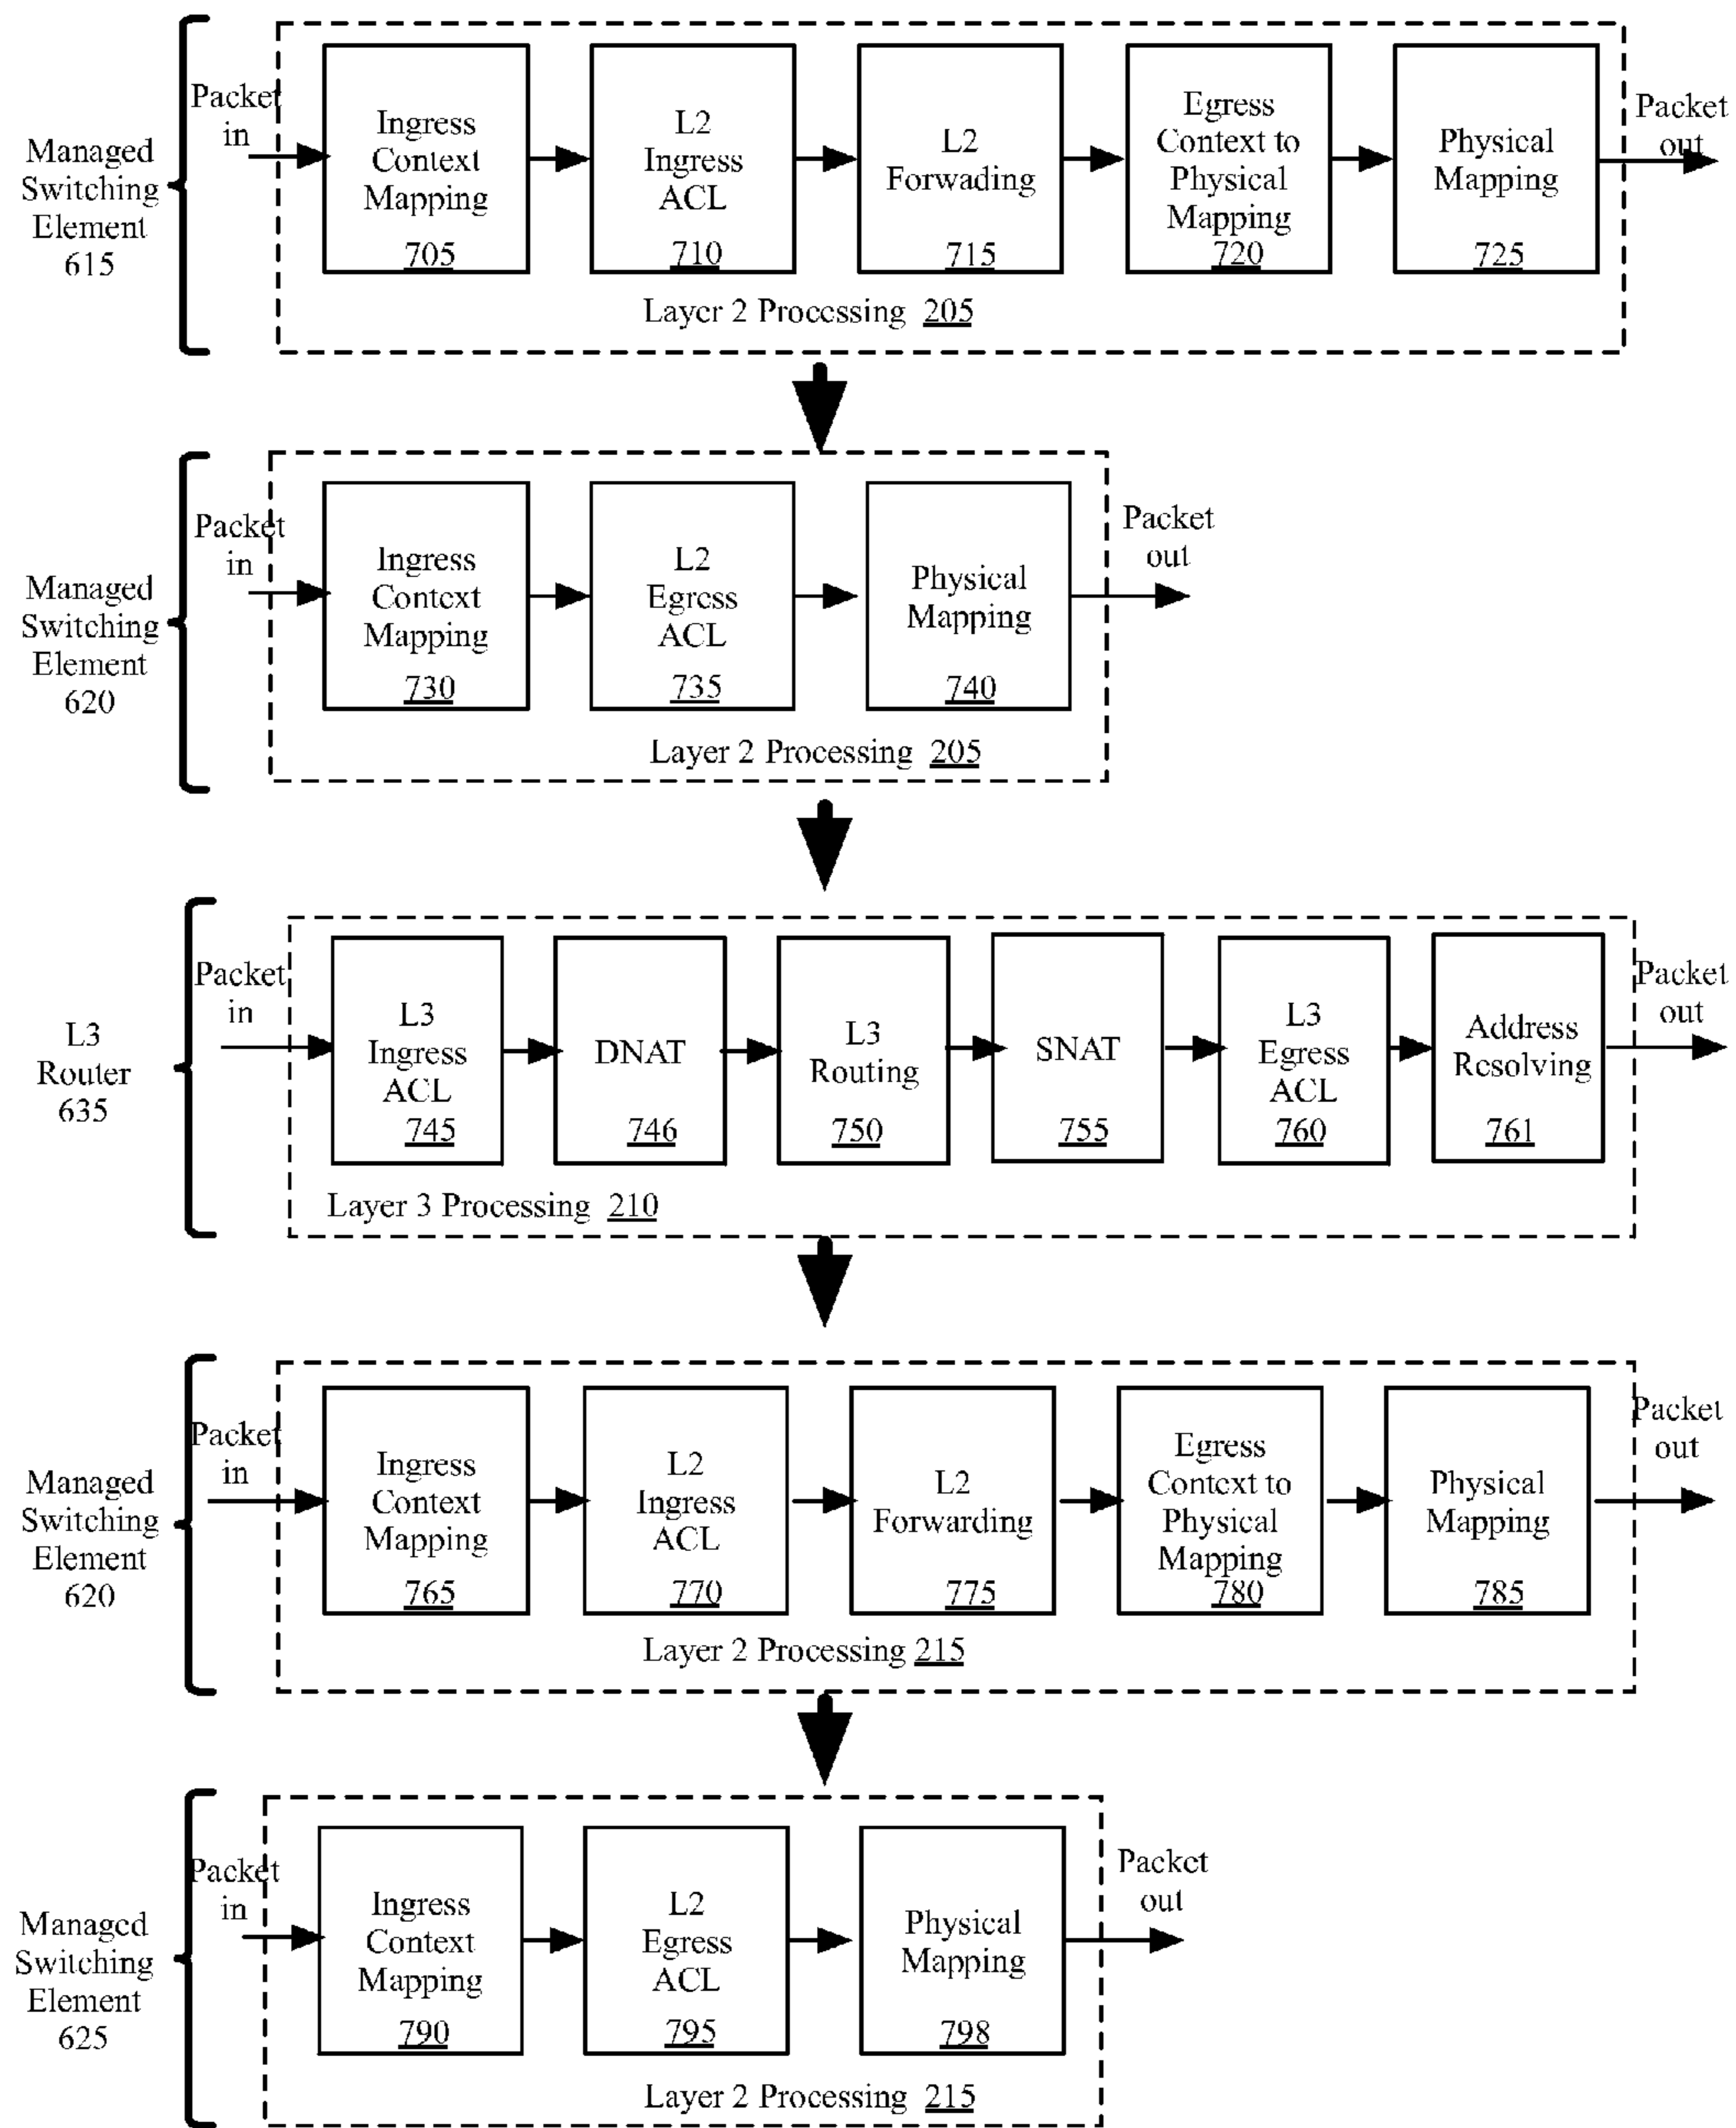 Managed
Switching
Element
615
Packet
in
Ingress
Context
Mapping
705
L2
Ingress
ACL
710
L2
Forwading
715
Egress
Context to
Physical
Mapping
720
Physical
Mapping
725
Packet
out
Layer 2 Processing 205
Managed
Switching
Element
620
Packet
in
Ingress
Context
Mapping
730
L2
Egress
ACL
735
Physical
Mapping
740
Packet
out
Layer 2 Processing 205
L3
Router
635
Packet
in
L3
Ingress
ACL
745
DNAT
746
L3
Routing
750
SNAT
755
L3
Egress
ACL
760
Address
Resolving
761
Packet
out
Layer 3 Processing 210
Managed
Switching
Element
620
Packet
in
Ingress
Context
Mapping
765
L2
Ingress
ACL
770
L2
Forwarding
775
Egress
Context to
Physical
Mapping
780
Physical
Mapping
785
Packet
out
Layer 2 Processing 215
Managed
Switching
Element
625
Packet
in
Ingress
Context
Mapping
790
L2
Egress
ACL
795
Physical
Mapping
798
Packet
out
Layer 2 Processing 215